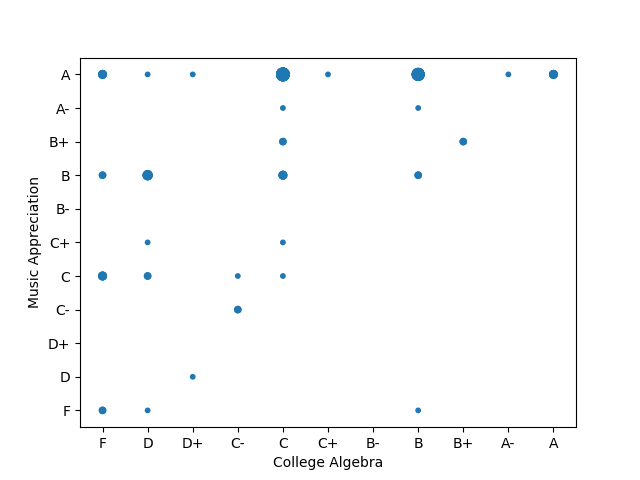 A
A-
B+
B
B-
C+
C
C-
D+
D
F
Music Appreciation
F D D+ C- C C+ B- B B+ A- A
College Algebra